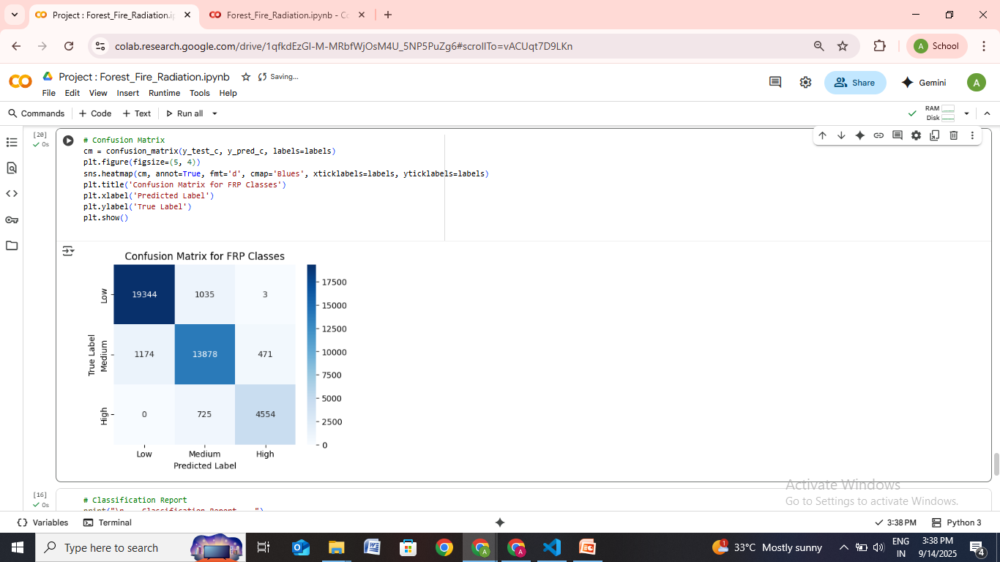 Project : Forest_Fire_Radiation.i
Forest_Fire_Radiation.ipynb - Co
colab.research.google.com/drive/1qfkdEzGI-M-MRbfWjOsM4U_5NP5PuZg6#scrollTo=vACUqt7D9LKn
School
Project : Forest_Fire_Radiation.ipynb
Saving...
File Edit View Insert Runtime Tools Help
Share
Gemini
A
Commands + Code + Text Run all
RAM
Disk
[20]
0s
# Confusion Matrix
cm = confusion_matrix(y_test_c, y_pred_c, labels=labels)
plt.figure(figsize=(5, 4))
sns.heatmap(cm, annot=True, fmt='d', cmap='Blues', xticklabels=labels, yticklabels=labels)
plt.title('Confusion Matrix for FRP Classes')
plt.xlabel('Predicted Label')
plt.ylabel('True Label')
plt.show()
Confusion Matrix for FRP Classes
True Label
Low 19344 1035 3
Medium 1174 13878 471
High 0 725 4554
Low Medium High
Predicted Label
17500
15000
12500
10000
7500
5000
2500
0
[16]
0s
# Classification Report
print("\n--- Classification Report ---")
Activate Windows
Go to Settings to activate Windows.
Variables Terminal
3:38 PM Python 3
Type here to search
33°C Mostly sunny
ENG
IN
3:38 PM
9/14/2025
4